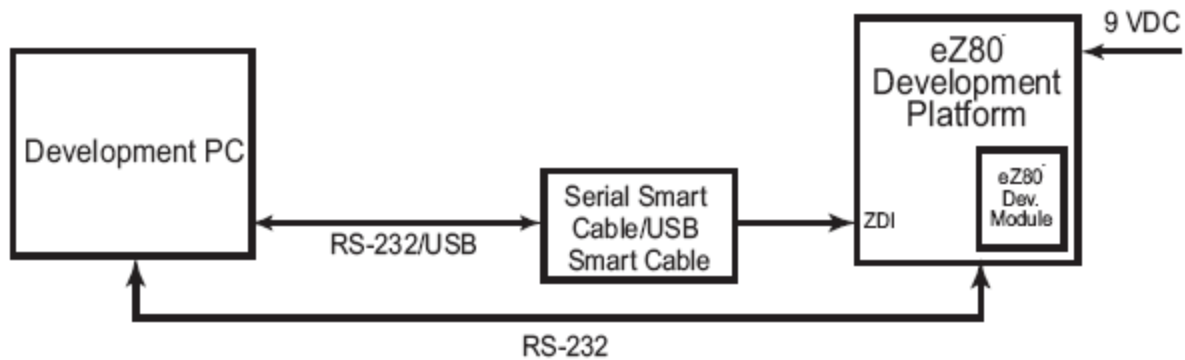 9 VDC
eZ80
Development
Platform
Development PC
eZ80
Dev.
Module
Serial Smart
Cable/USB
Smart Cable
ZDI
RS-232/USB
RS-232